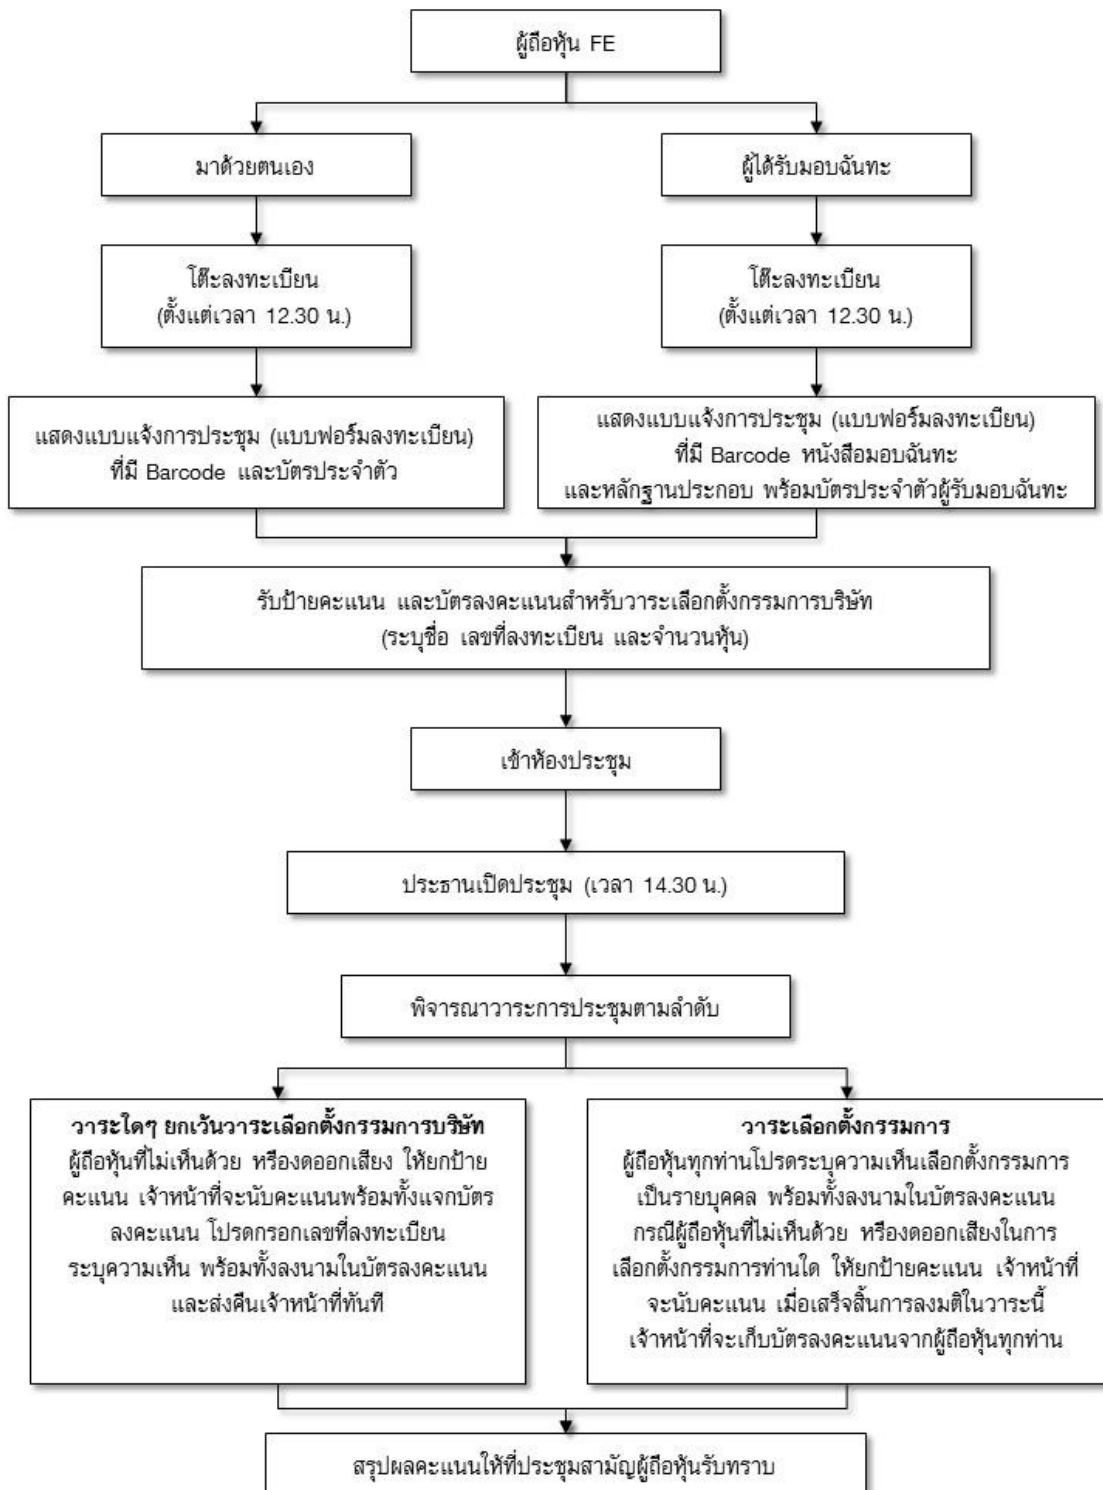 ผู้ถือหุ้น FE
มาด้วยตนเอง
ผู้ได้รับมอบฉันทะ
โต๊ะลงทะเบียน
(ตั้งแต่เวลา 12.30 น.)
โต๊ะลงทะเบียน
(ตั้งแต่เวลา 12.30 น.)
แสดงแบบแจ้งการประชุม (แบบฟอร์มลงทะเบียน)
ที่มี Barcode และบัตรประจำตัว
แสดงแบบแจ้งการประชุม (แบบฟอร์มลงทะเบียน)
ที่มี Barcode หนังสือมอบฉันทะ
และหลักฐานประกอบ พร้อมบัตรประจำตัวผู้รับมอบฉันทะ
รับป้ายคะแนน และบัตรลงคะแนนสำหรับวาระเลือกตั้งกรรมการบริษัท
(ระบุชื่อ เลขที่ลงทะเบียน และจำนวนหุ้น)
เข้าห้องประชุม
ประธานเปิดประชุม (เวลา 14.30 น.)
พิจารณาวาระการประชุมตามลำดับ
วาระใดๆ ยกเว้นวาระเลือกตั้งกรรมการบริษัท
ผู้ถือหุ้นที่ไม่เห็นด้วย หรืองดออกเสียง ให้ยกป้าย
คะแนน เจ้าหน้าที่จะนับคะแนนพร้อมทั้งแจกบัตร
ลงคะแนน โปรดกรอกเลขที่ลงทะเบียน
ระบุความเห็น พร้อมทั้งลงนามในบัตรลงคะแนน
และส่งคืนเจ้าหน้าที่ทันที
วาระเลือกตั้งกรรมการ
ผู้ถือหุ้นทุกท่านโปรดระบุความเห็นเลือกตั้งกรรมการ
เป็นรายบุคคล พร้อมทั้งลงนามในบัตรลงคะแนน
กรณีผู้ถือหุ้นที่ไม่เห็นด้วย หรืองดออกเสียงในการ
เลือกตั้งกรรมการท่านใด ให้ยกป้ายคะแนน เจ้าหน้าที่
จะนับคะแนน เมื่อเสร็จสิ้นการลงมติในวาระนี้
เจ้าหน้าที่จะเก็บบัตรลงคะแนนจากผู้ถือหุ้นทุกท่าน
สรุปผลคะแนนให้ที่ประชุมสามัญผู้ถือหุ้นรับทราบ